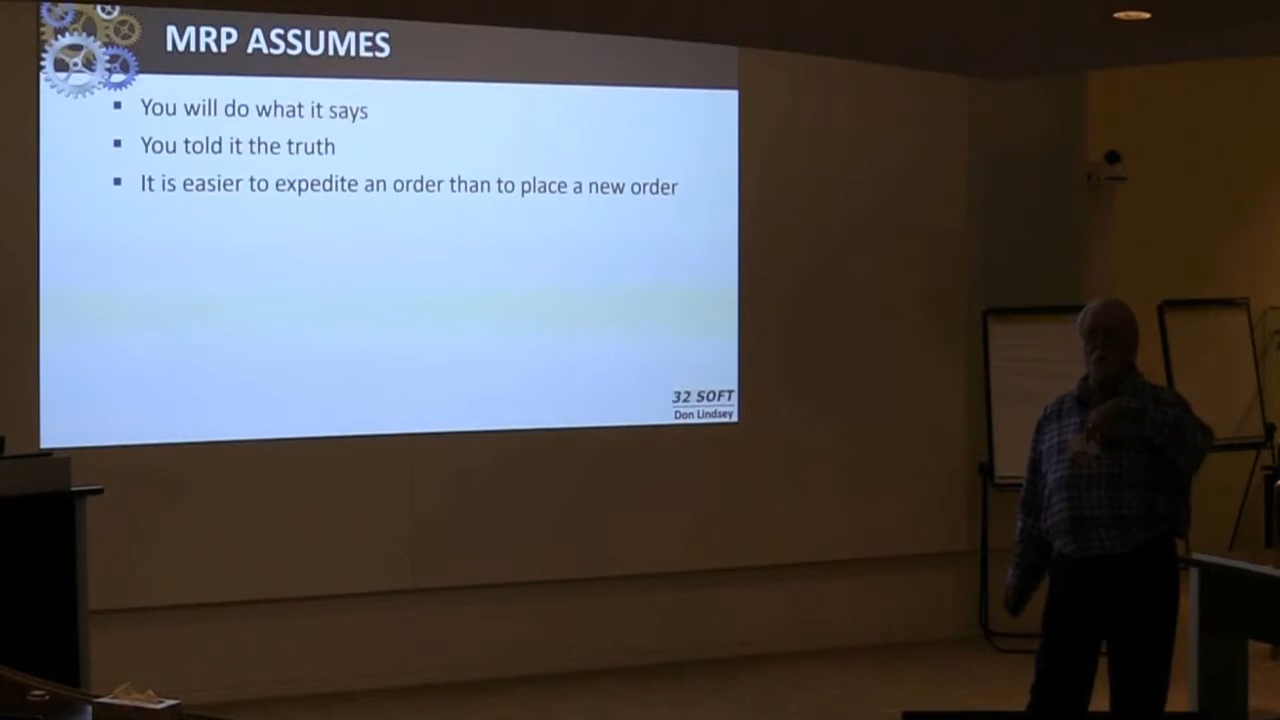 MRP ASSUMES
You will do what it says
You told it the truth
It is easier to expedite an order than to place a new order
32 SOFT
Don Lindsey